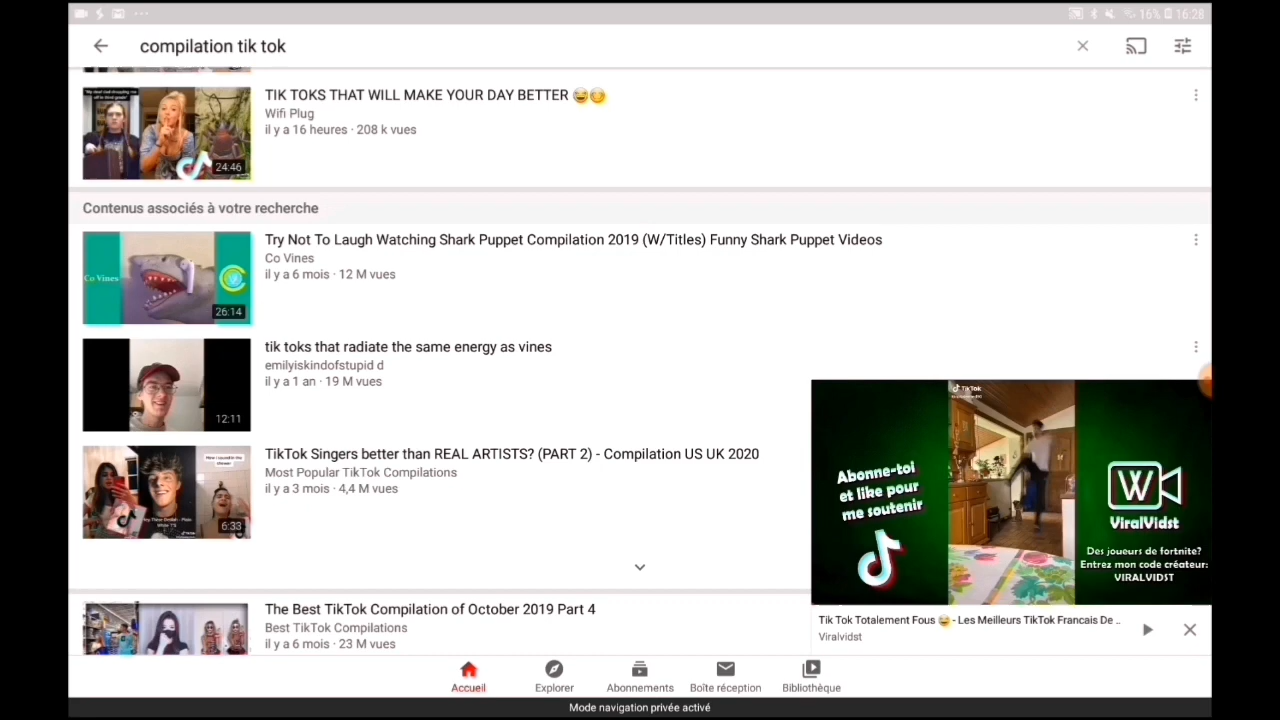 16% 16:28
compilation tik tok
TIK TOKS THAT WILL MAKE YOUR DAY BETTER 😂😊
Wifi Plug
il y a 16 heures · 208 k vues
24:46
Contenus associés à votre recherche
Try Not To Laugh Watching Shark Puppet Compilation 2019 (W/Titles) Funny Shark Puppet Videos
Co Vines
il y a 6 mois · 12 M vues
Co Vines
26:14
tik toks that radiate the same energy as vines
emilyiskindofstupid d
il y a 1 an · 19 M vues
12:11
TikTok Singers better than REAL ARTISTS? (PART 2) - Compilation US UK 2020
Most Popular TikTok Compilations
il y a 3 mois · 4,4 M vues
6:33
TikTok
Abonne-toi
et like pour
me soutenir
W
ViralVidst
Des joueurs de fortnite?
Entrez mon code créateur:
VIRALVIDST
Tik Tok Totalement Fous 😂 - Les Meilleurs TikTok Francais De ..
Viralvidst
The Best TikTok Compilation of October 2019 Part 4
Best TikTok Compilations
il y a 6 mois · 23 M vues
Accueil
Explorer
Abonnements
Boîte réception
Bibliothèque
Mode navigation privée activé